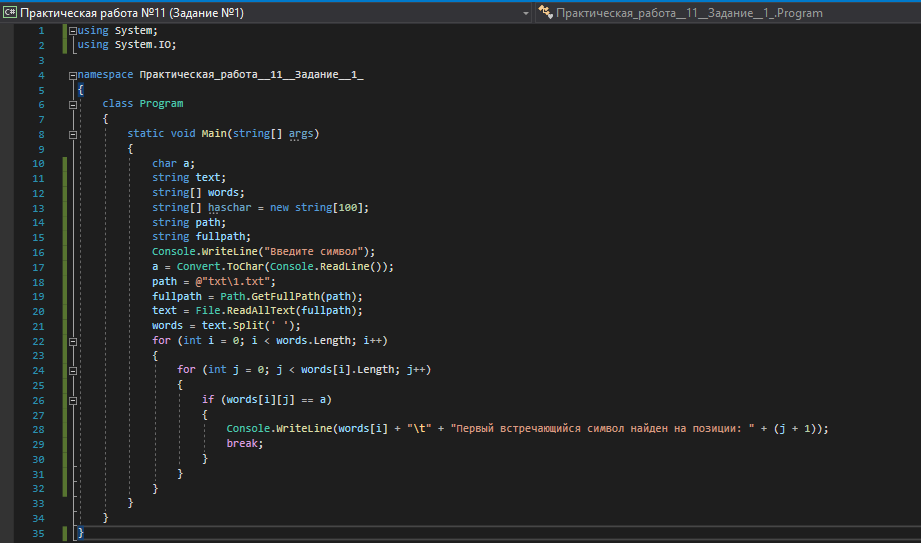 C# Практическая работа №11 (Задание №1) Практическая_работа__11__Задание__1_.Program
1 using System;
2 using System.IO;
3
4 namespace Практическая_работа__11__Задание__1_
5 {
6 class Program
7 {
8 static void Main(string[] args)
9 {
10 char a;
11 string text;
12 string[] words;
13 string[] haschar = new string[100];
14 string path;
15 string fullpath;
16 Console.WriteLine("Введите символ");
17 a = Convert.ToChar(Console.ReadLine());
18 path = @"txt\1.txt";
19 fullpath = Path.GetFullPath(path);
20 text = File.ReadAllText(fullpath);
21 words = text.Split(' ');
22 for (int i = 0; i < words.Length; i++)
23 {
24 for (int j = 0; j < words[i].Length; j++)
25 {
26 if (words[i][j] == a)
27 {
28 Console.WriteLine(words[i] + "\t" + "Первый встречающийся символ найден на позиции: " + (j + 1));
29 break;
30 }
31 }
32 }
33 }
34 }
35 }